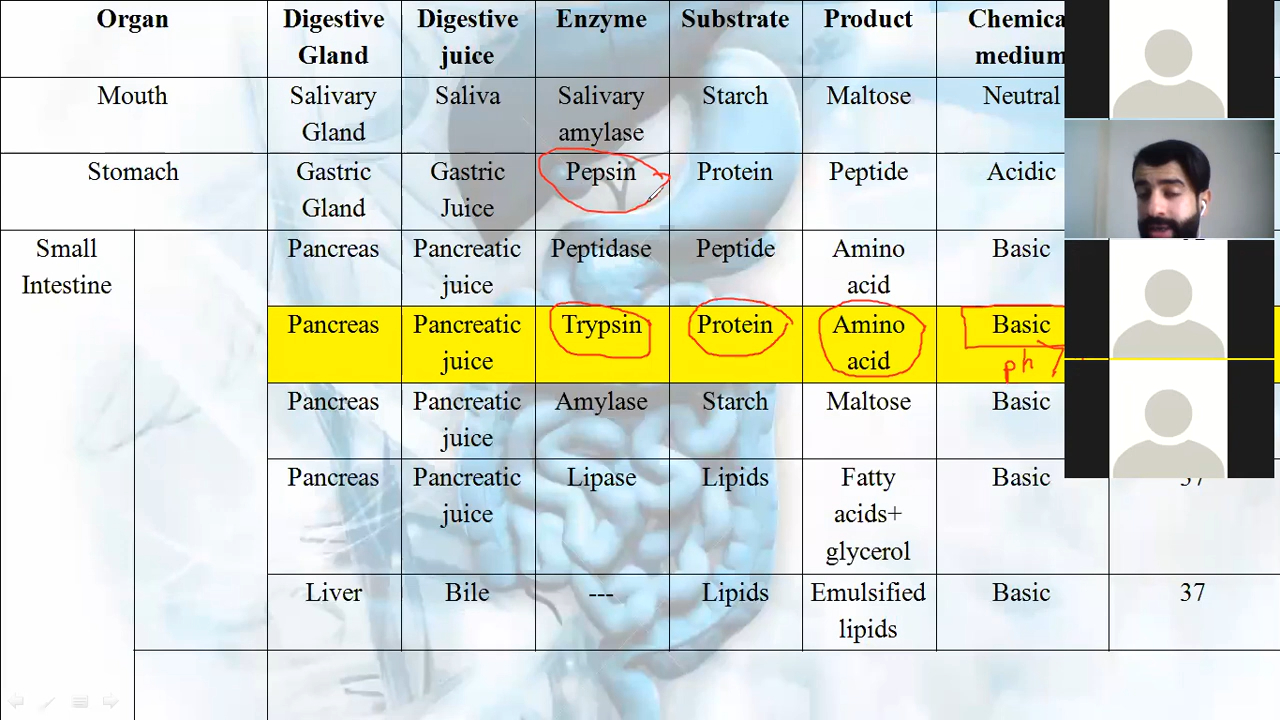 Organ
Digestive Gland
Digestive juice
Enzyme
Substrate
Product
Chemica
medium
Mouth
Salivary Gland
Saliva
Salivary amylase
Starch
Maltose
Neutral
Stomach
Gastric Gland
Gastric Juice
Pepsin
Protein
Peptide
Acidic
Small Intestine
Pancreas
Pancreatic juice
Peptidase
Peptide
Amino acid
Basic
Pancreas
Pancreatic juice
Trypsin
Protein
Amino acid
Basic
ph 7
Pancreas
Pancreatic juice
Amylase
Starch
Maltose
Basic
Pancreas
Pancreatic juice
Lipase
Lipids
Fatty acids+ glycerol
Basic
Liver
Bile
---
Lipids
Emulsified lipids
Basic
37